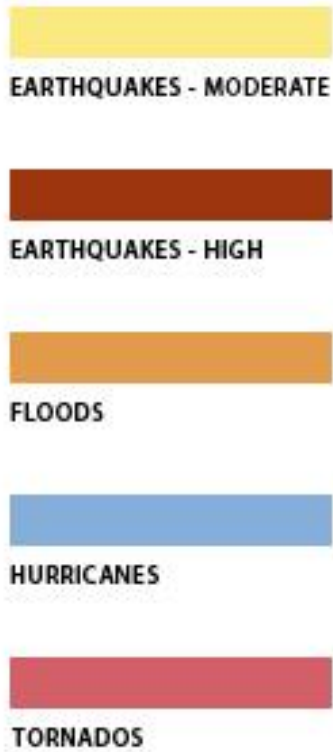 EARTHQUAKES - MODERATE
EARTHQUAKES - HIGH
FLOODS
HURRICANES
TORNADOS